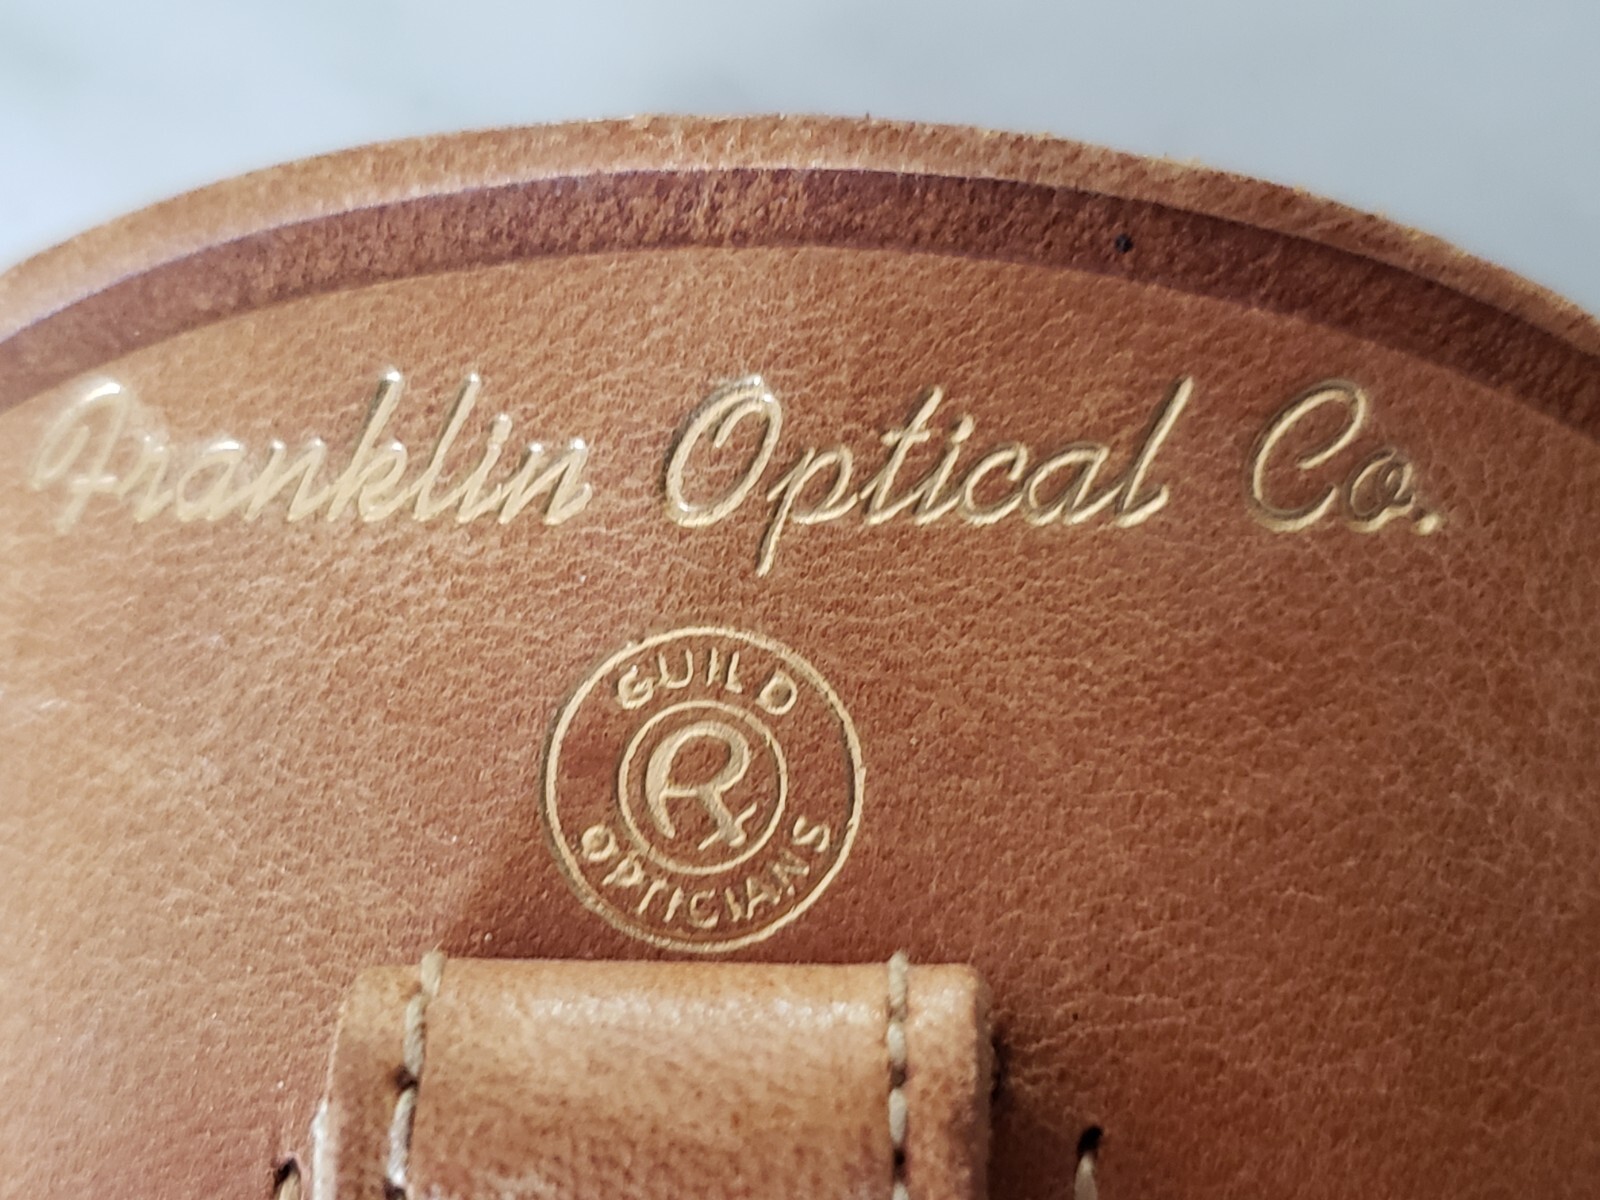 Franklin Optical Co.
GUILD
Rx
OPTICIANS